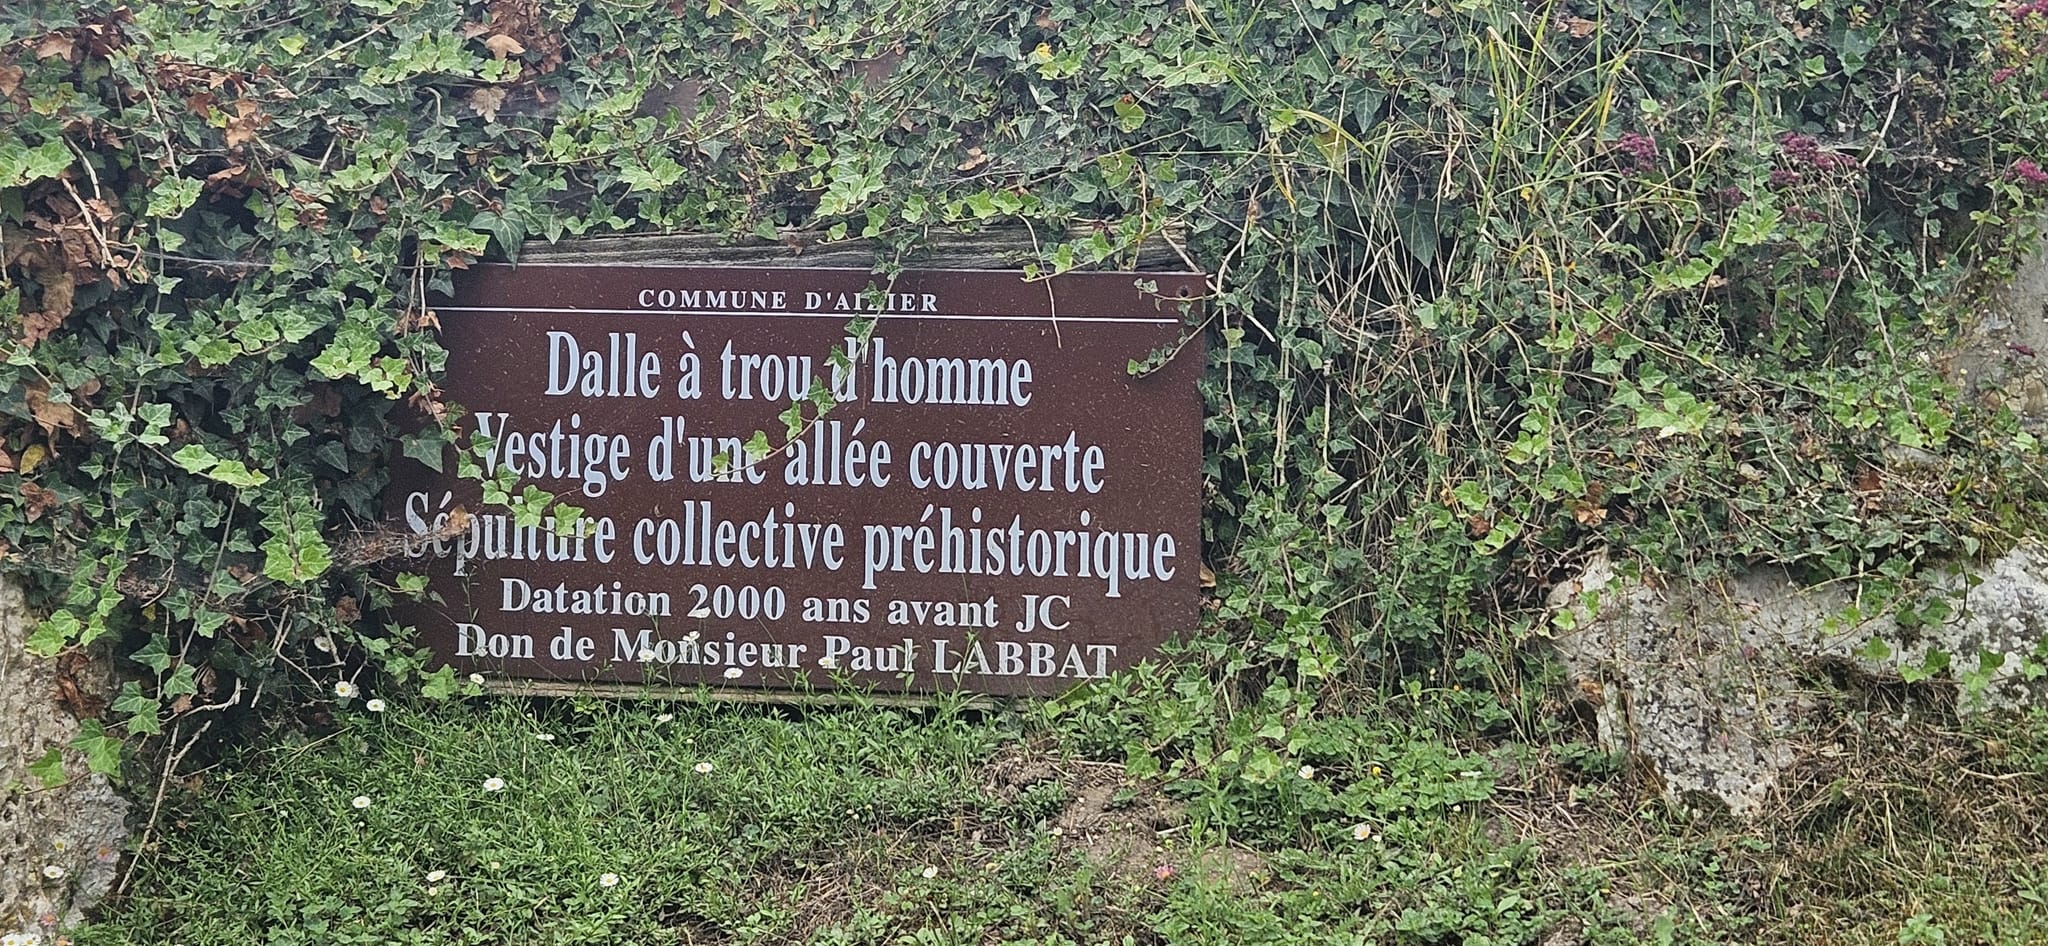 COMMUNE D'AIZIER
Dalle à trou d'homme
Vestige d'une allée couverte
Sépulture collective préhistorique
Datation 2000 ans avant JC
Don de Monsieur Paul LABBAT